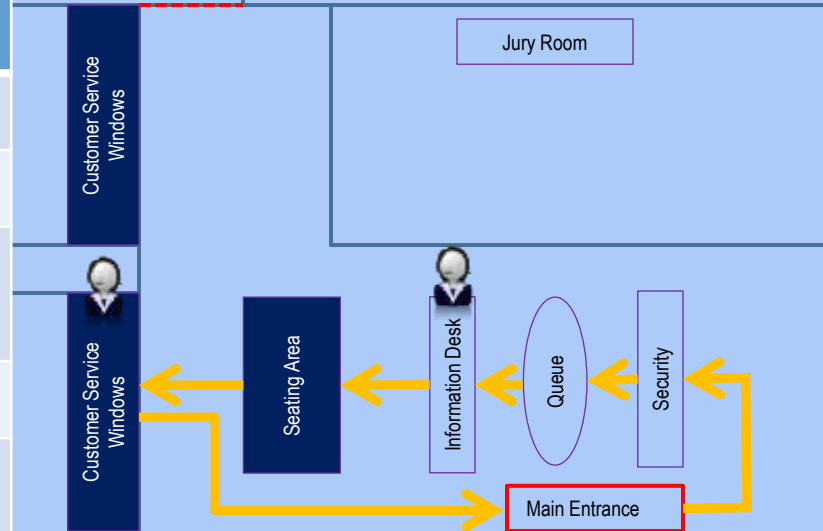 Jury Room
Customer Service
Windows
Customer Service
Windows
Seating Area
Information Desk
Queue
Security
Main Entrance